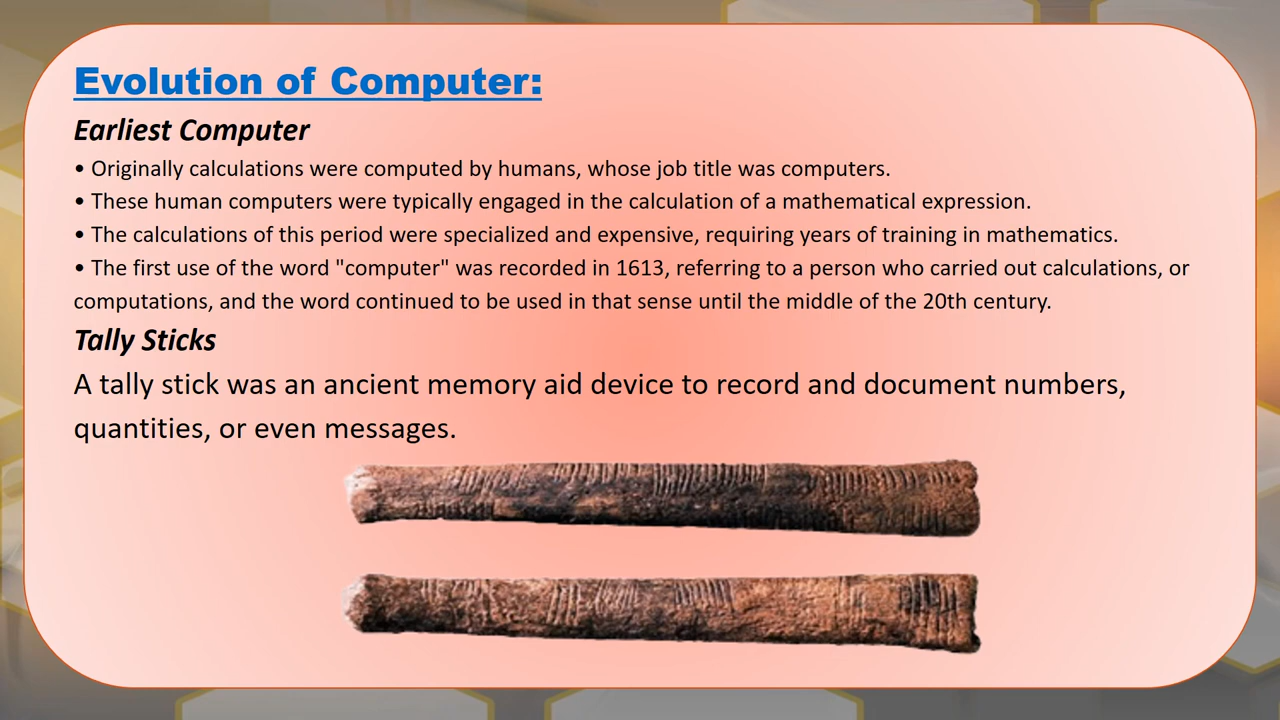 Evolution of Computer:
Earliest Computer
• Originally calculations were computed by humans, whose job title was computers.
• These human computers were typically engaged in the calculation of a mathematical expression.
• The calculations of this period were specialized and expensive, requiring years of training in mathematics.
• The first use of the word "computer" was recorded in 1613, referring to a person who carried out calculations, or
computations, and the word continued to be used in that sense until the middle of the 20th century.
Tally Sticks
A tally stick was an ancient memory aid device to record and document numbers,
quantities, or even messages.